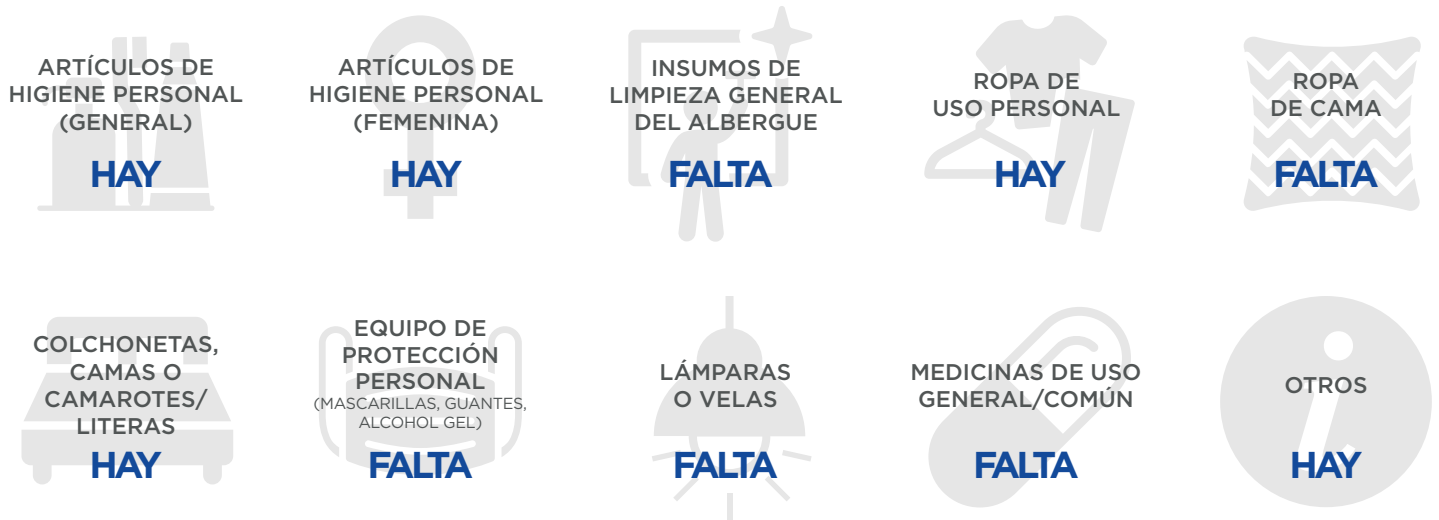 ARTÍCULOS DE
HIGIENE PERSONAL
(GENERAL)
HAY
ARTÍCULOS DE
HIGIENE PERSONAL
(FEMENINA)
HAY
INSUMOS DE
LIMPIEZA GENERAL
DEL ALBERGUE
FALTA
ROPA DE
USO PERSONAL
HAY
ROPA
DE CAMA
FALTA
COLCHONETAS,
CAMAS O
CAMAROTES/
LITERAS
HAY
EQUIPO DE
PROTECCIÓN
PERSONAL
(MASCARILLAS, GUANTES,
ALCOHOL GEL)
FALTA
LÁMPARAS
O VELAS
FALTA
MEDICINAS DE USO
GENERAL/COMÚN
FALTA
OTROS
HAY